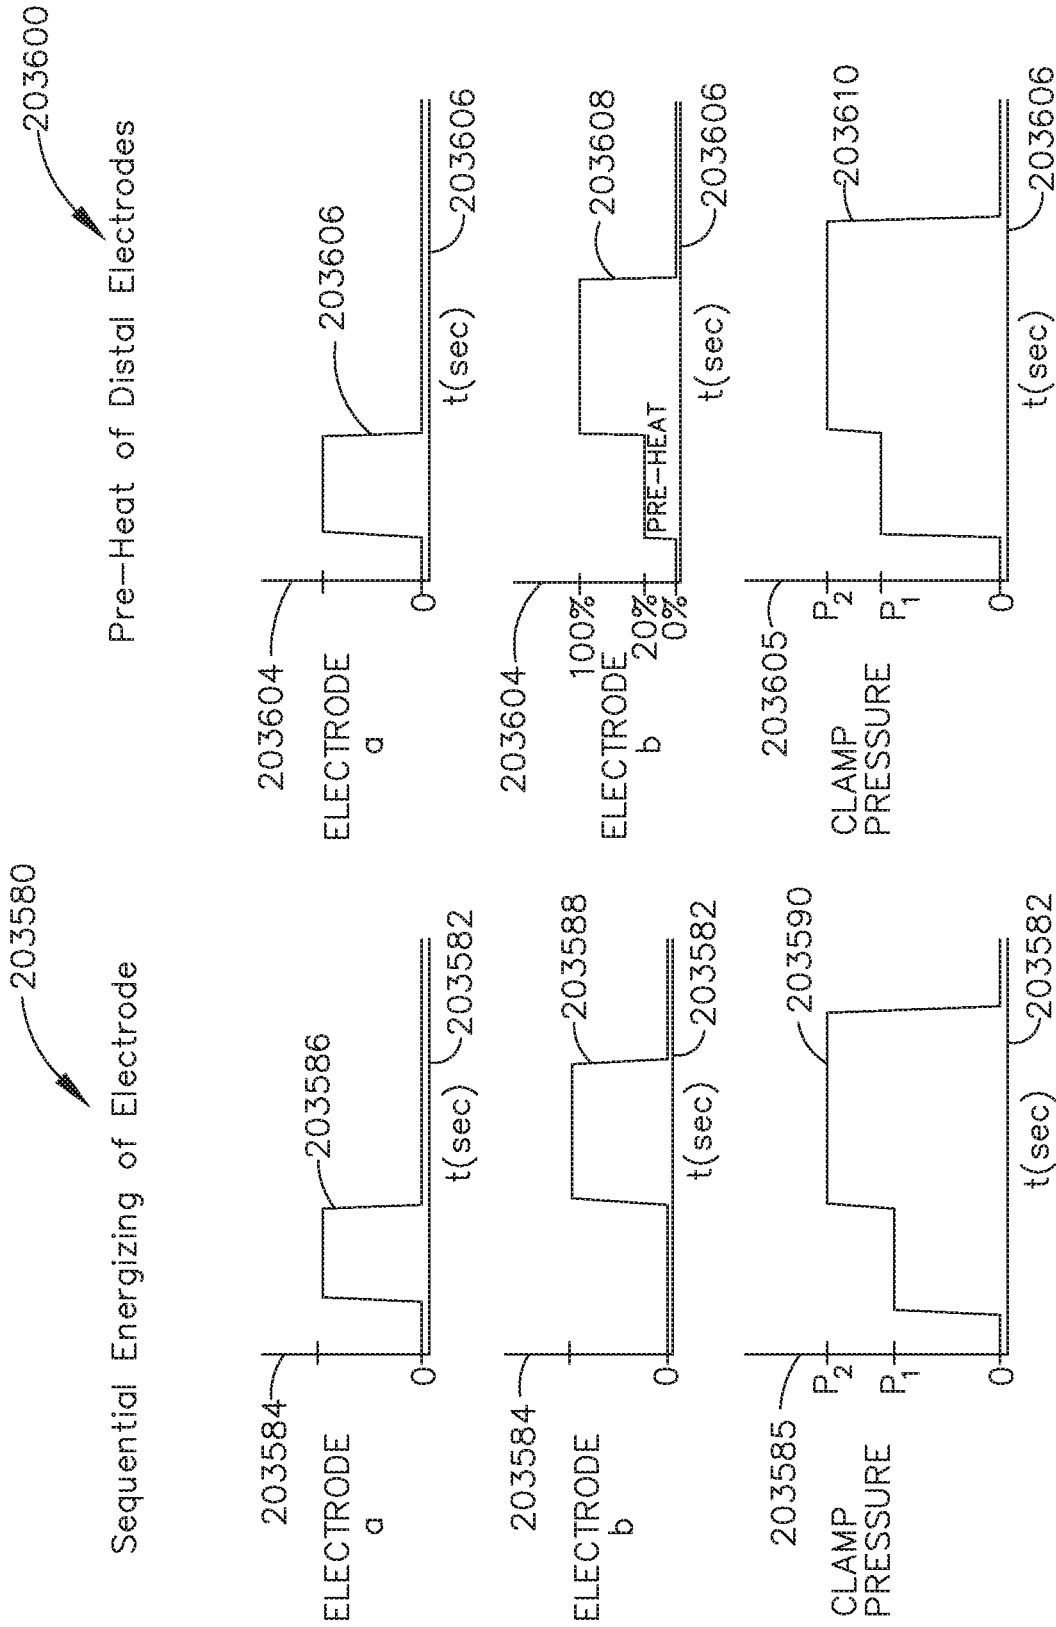 203580
Sequential Energizing of Electrode
203584
203586
ELECTRODE
a
0
t(sec)
203582
203584
203588
ELECTRODE
b
0
t(sec)
203582
203585
203590
CLAMP
PRESSURE
P2
P1
0
t(sec)
203582
203600
Pre-Heat of Distal Electrodes
203604
203606
ELECTRODE
a
0
t(sec)
203606
203604
203608
ELECTRODE
b
100%
20%
0%
PRE-HEAT
t(sec)
203606
203605
203610
CLAMP
PRESSURE
P2
P1
0
t(sec)
203606